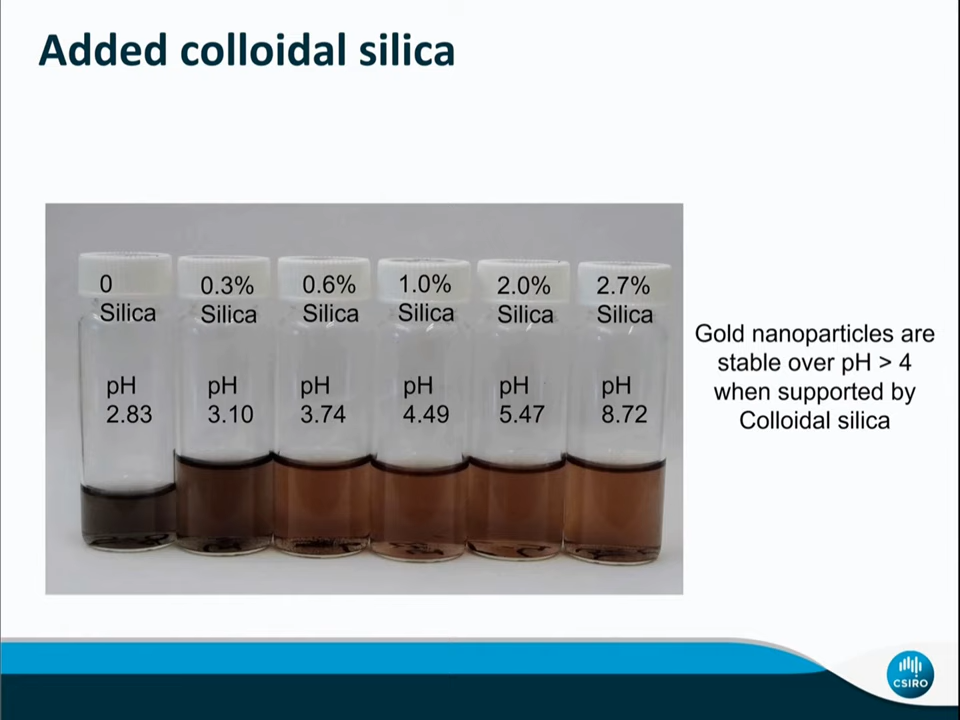 Added colloidal silica
0
Silica
0.3%
Silica
0.6%
Silica
1.0%
Silica
2.0%
Silica
2.7%
Silica
pH
2.83
pH
3.10
pH
3.74
pH
4.49
pH
5.47
pH
8.72
Gold nanoparticles are
stable over pH > 4
when supported by
Colloidal silica
CSIRO